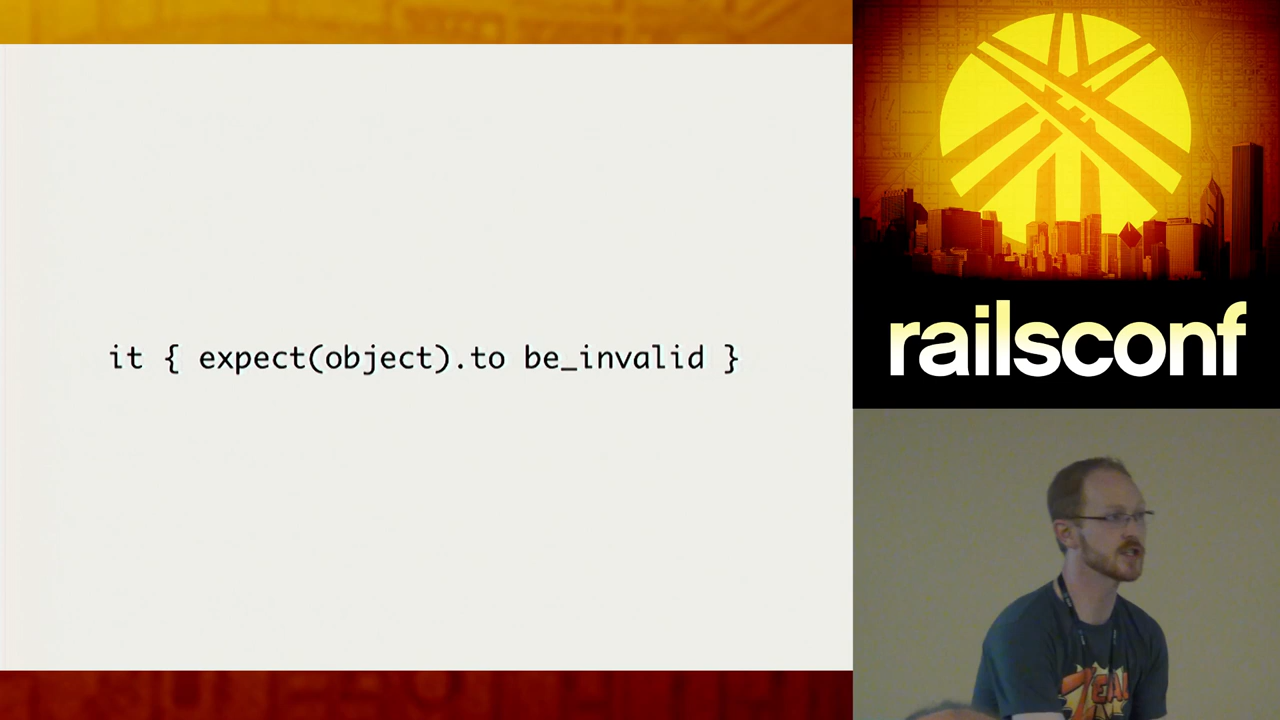 it { expect(object).to be_invalid }
railsconf